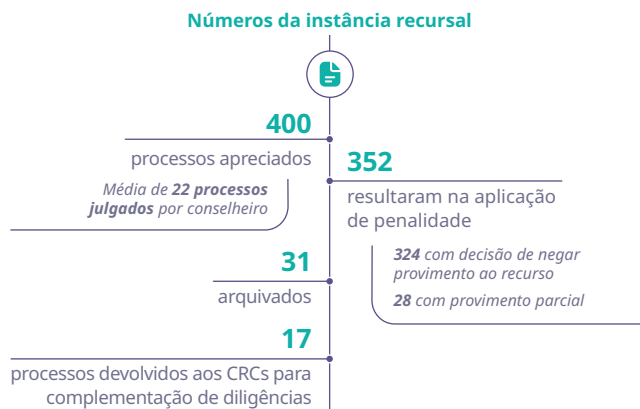 Números da instância recursal
400
processos apreciados
Média de 22 processos
julgados por conselheiro
352
resultaram na aplicação
de penalidade
324 com decisão de negar
provimento ao recurso
28 com provimento parcial
31
arquivados
17
processos devolvidos aos CRCs para
complementação de diligências